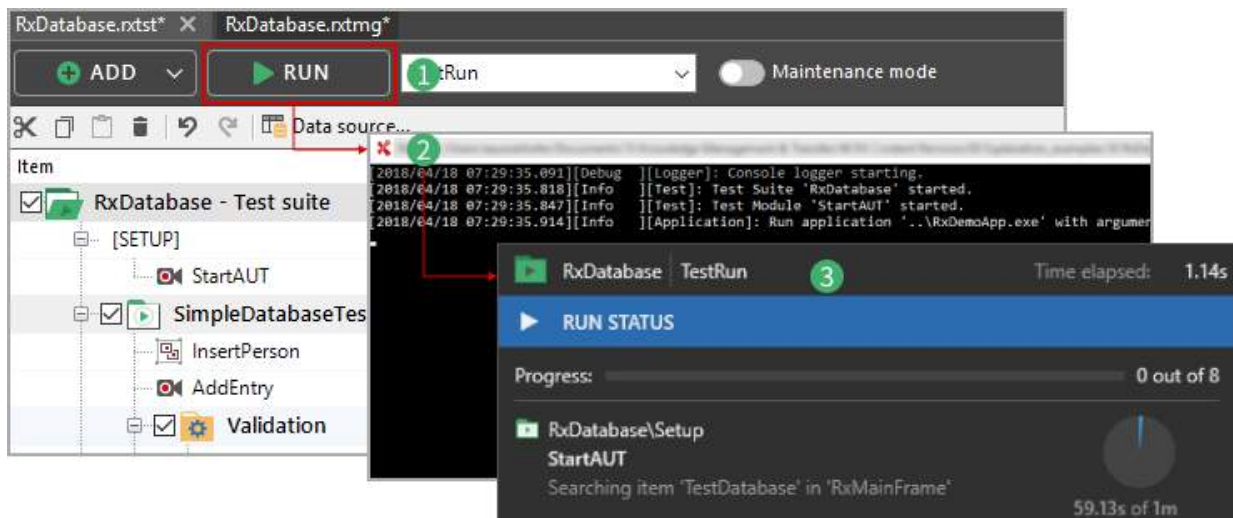 RxDatabase.rxtst* RxDatabase.rxtmg*
ADD RUN 1 tRun Maintenance mode
Data source...
2
Item
[2018/04/18 07:29:35.091][Debug ][Logger]: Console logger starting.
[2018/04/18 07:29:35.818][Info ][Test]: Test Suite 'RxDatabase' started.
[2018/04/18 07:29:35.847][Info ][Test]: Test Module 'StartAUT' started.
[2018/04/18 07:29:35.914][Info ][Application]: Run application '..\RxDemoApp.exe' with argumen
RxDatabase - Test suite
[SETUP]
StartAUT
SimpleDatabaseTes
InsertPerson
AddEntry
Validation
RxDatabase TestRun 3 Time elapsed: 1.14s
RUN STATUS
Progress: 0 out of 8
RxDatabase\Setup
StartAUT
Searching item 'TestDatabase' in 'RxMainFrame'
59.13s of 1m